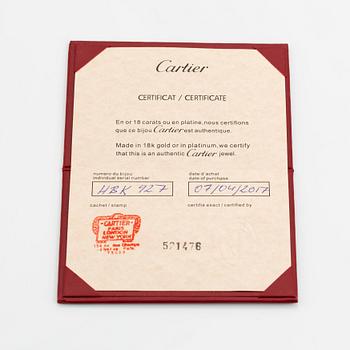 Cartier
CERTIFICAT / CERTIFICATE
En or 18 carats ou en platine, nous certifions
que ce bijou Cartier est authentique.
Made in 18k gold or in platinum, we certify
that this is an authentic Cartier jewel.
numéro du bijou
individual serial number
HBK 927
date d'achat
date of purchase
07/04/2017
cachet / stamp
certifié exact / certified by
CARTIER
PARIS
LONDON
NEW YORK
521476